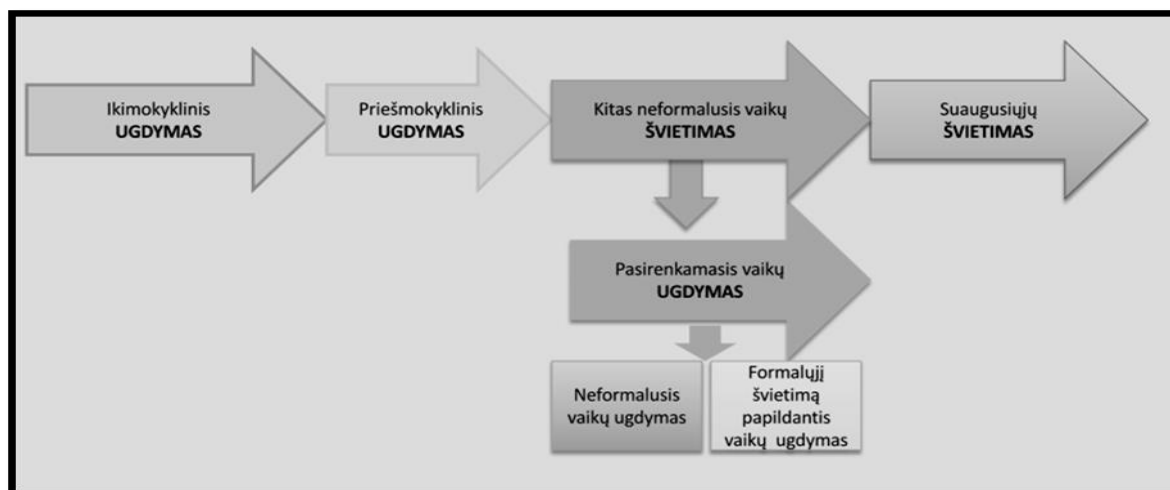 Ikimokyklinis
UGDYMAS
Priešmokyklinis
UGDYMAS
Kitas neformalusis vaikų
ŠVIETIMAS
Suaugusiųjų
ŠVIETIMAS
Pasirenkamasis vaikų
UGDYMAS
Neformalusis
vaikų ugdymas
Formalųjį
švietimą
papildantis
vaikų ugdymas